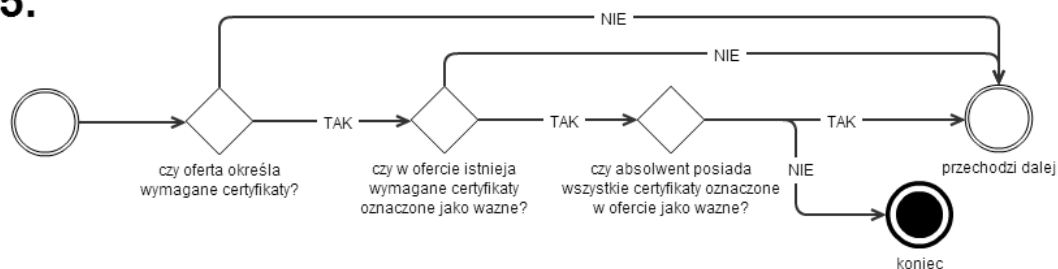 5.
NIE
NIE
TAK
TAK
TAK
NIE
czy oferta określa
wymagane certyfikaty?
czy w ofercie istnieja
wymagane certyfikaty
oznaczone jako wazne?
czy absolwent posiada
wszystkie certyfikaty oznaczone
w ofercie jako wazne?
przechodzi dalej
koniec